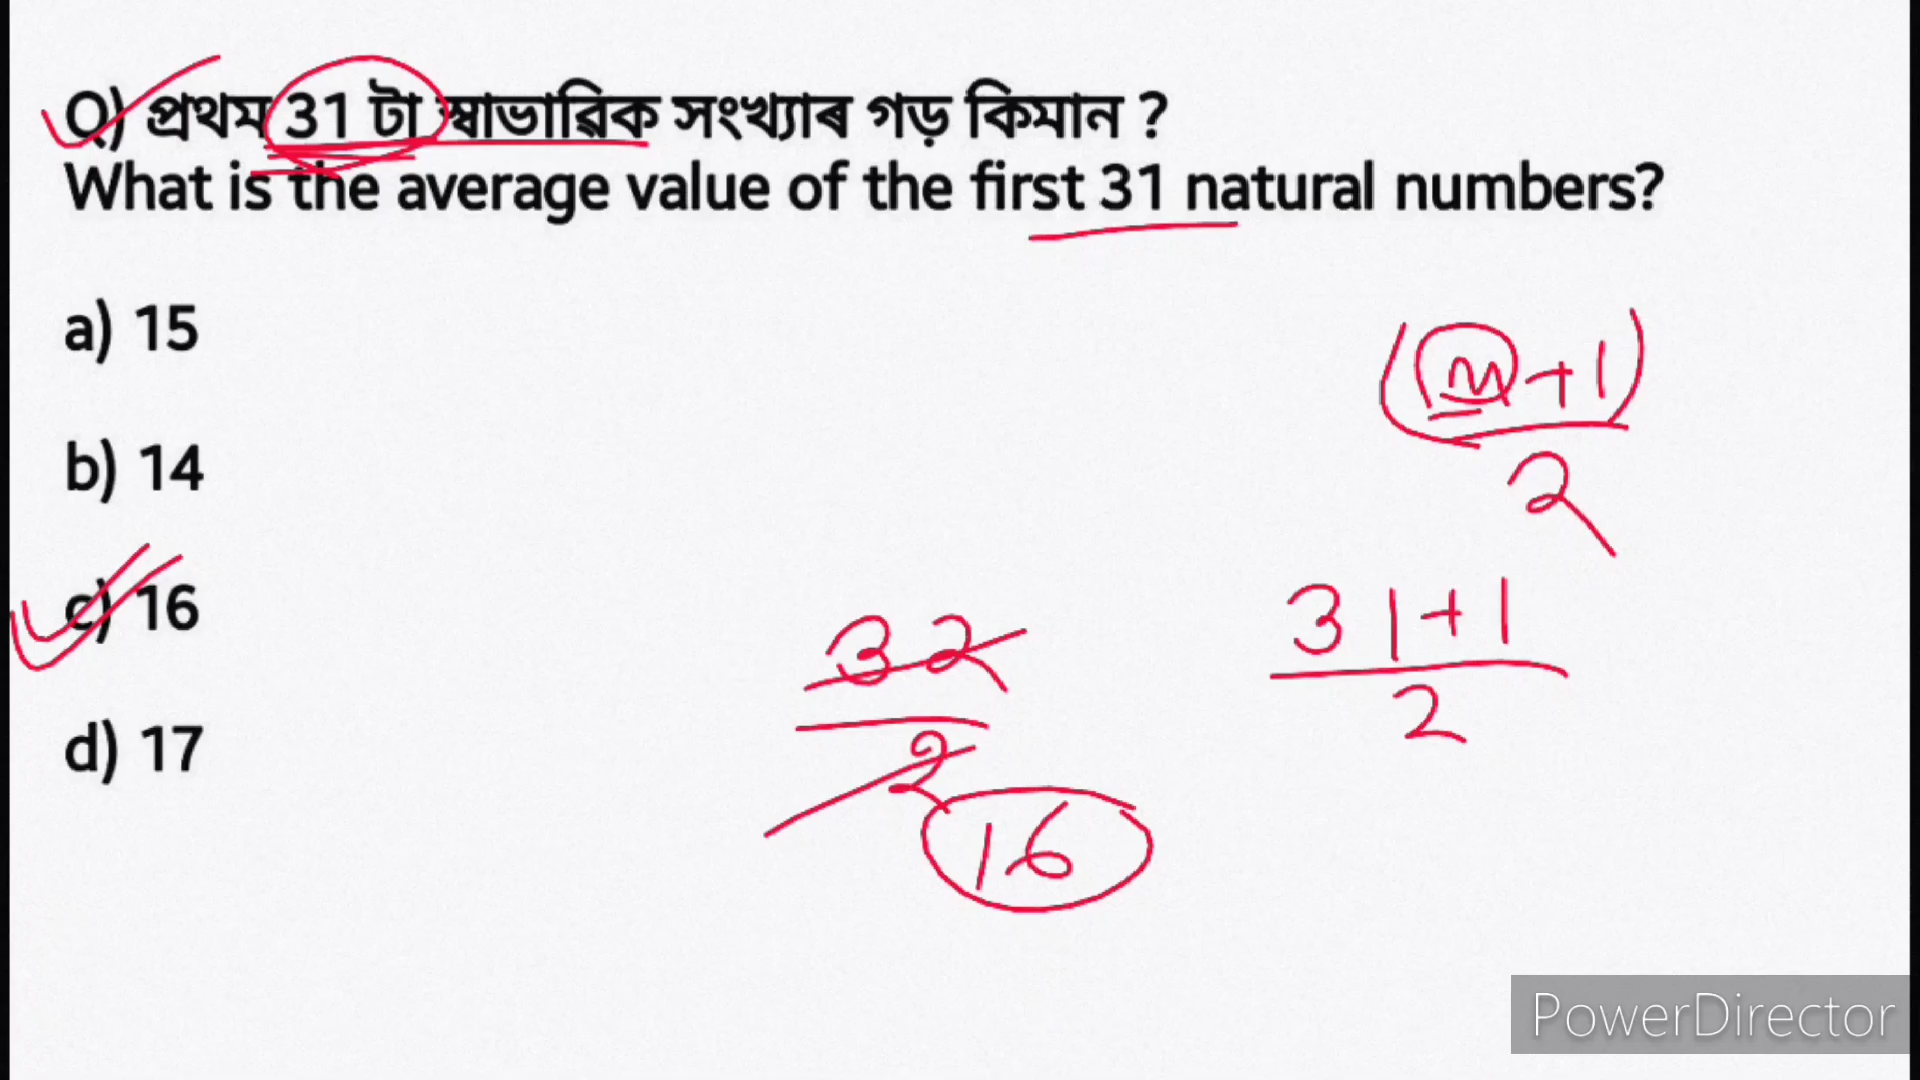 Q) প্ৰথম 31 টা স্বাভাৱিক সংখ্যাৰ গড় কিমান ?
What is the average value of the first 31 natural numbers?
a) 15
b) 14
c) 16
d) 17
(n+1)
2
31+1
2
32
2
16
PowerDirector